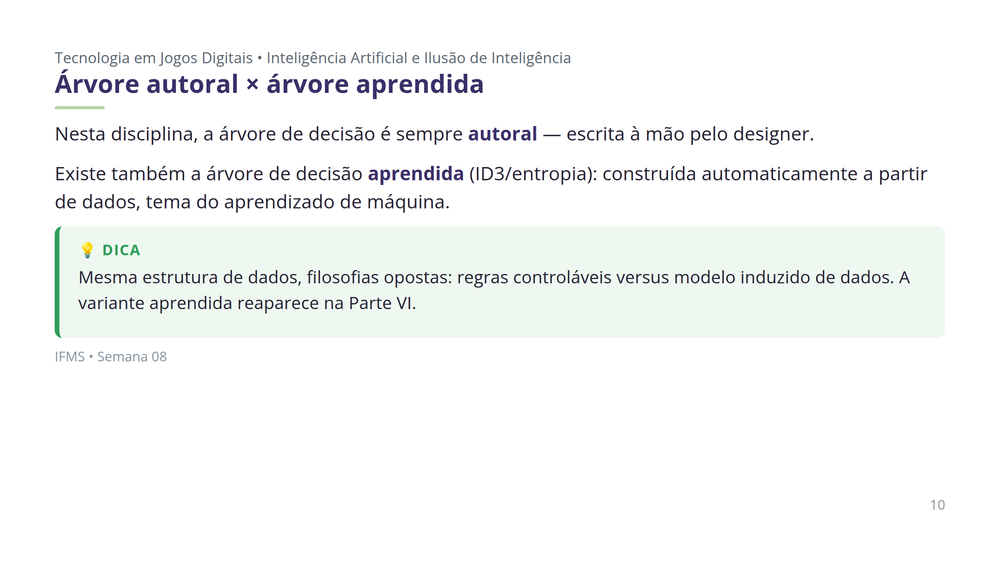 Tecnologia em Jogos Digitais • Inteligência Artificial e Ilusão de Inteligência
Árvore autoral × árvore aprendida
Nesta disciplina, a árvore de decisão é sempre autoral — escrita à mão pelo designer.
Existe também a árvore de decisão aprendida (ID3/entropia): construída automaticamente a partir
de dados, tema do aprendizado de máquina.
💡 DICA
Mesma estrutura de dados, filosofias opostas: regras controláveis versus modelo induzido de dados. A
variante aprendida reaparece na Parte VI.
IFMS • Semana 08
10